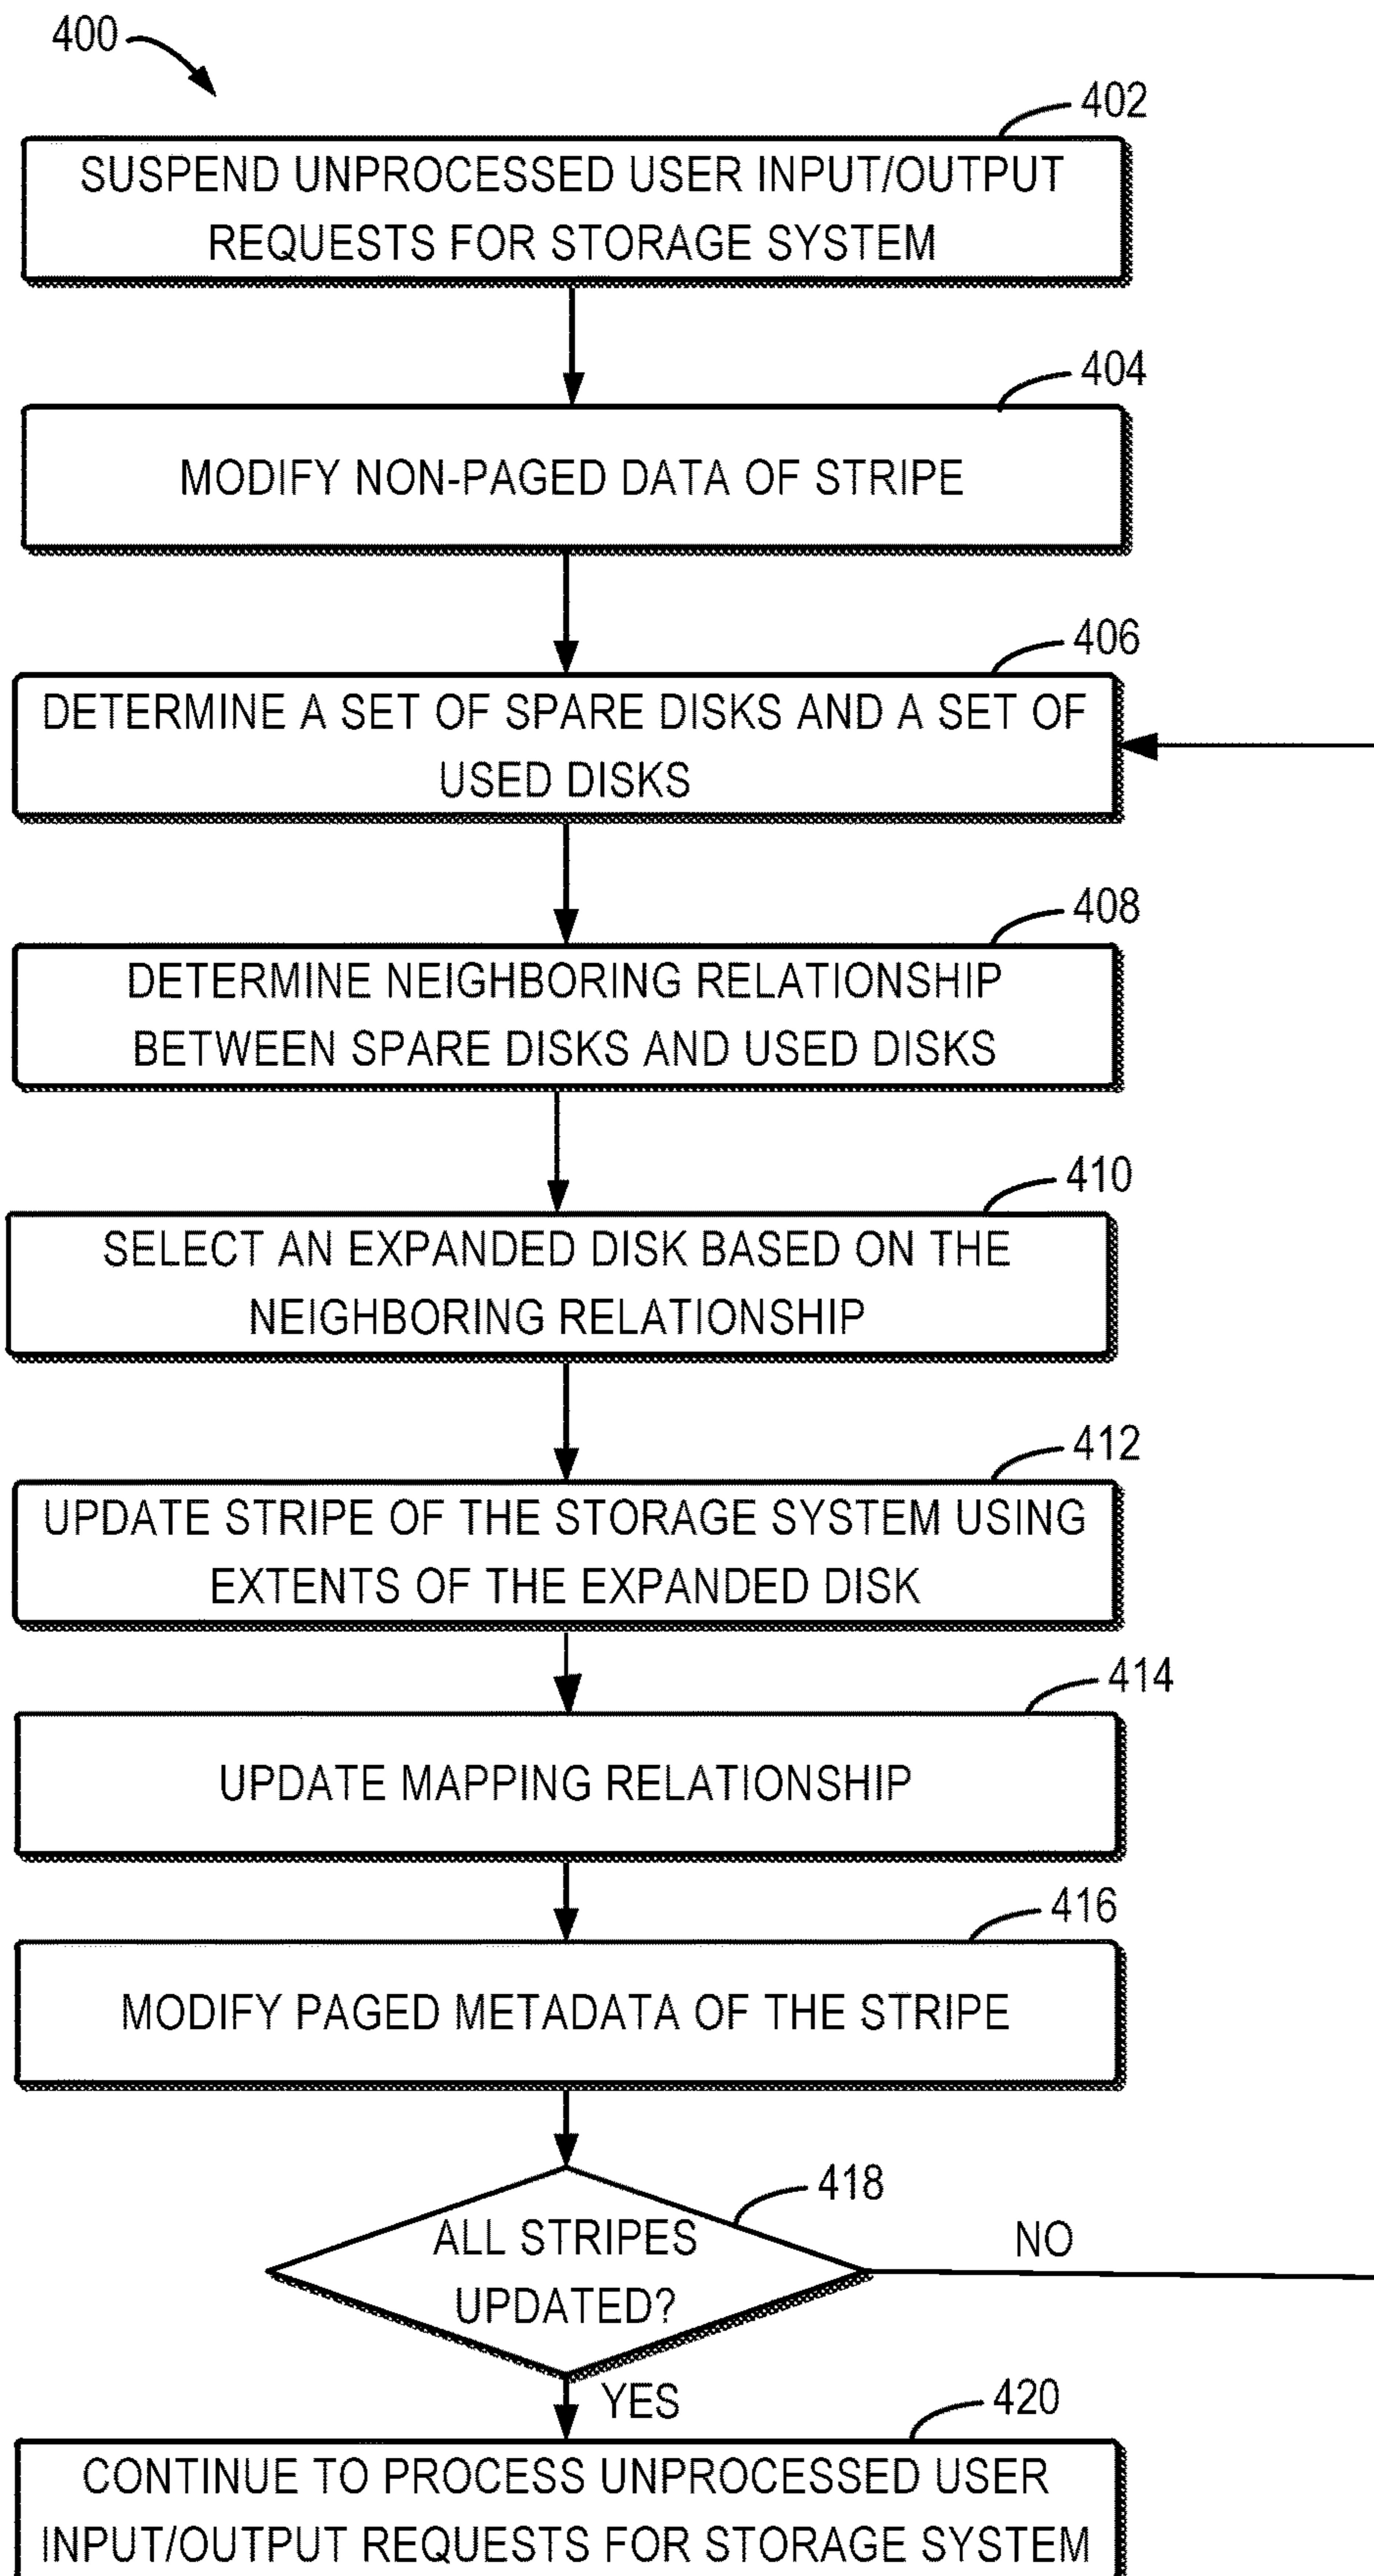 400
402
SUSPEND UNPROCESSED USER INPUT/OUTPUT
REQUESTS FOR STORAGE SYSTEM
404
MODIFY NON-PAGED DATA OF STRIPE
406
DETERMINE A SET OF SPARE DISKS AND A SET OF
USED DISKS
408
DETERMINE NEIGHBORING RELATIONSHIP
BETWEEN SPARE DISKS AND USED DISKS
410
SELECT AN EXPANDED DISK BASED ON THE
NEIGHBORING RELATIONSHIP
412
UPDATE STRIPE OF THE STORAGE SYSTEM USING
EXTENTS OF THE EXPANDED DISK
414
UPDATE MAPPING RELATIONSHIP
416
MODIFY PAGED METADATA OF THE STRIPE
418
ALL STRIPES
UPDATED?
NO
YES
420
CONTINUE TO PROCESS UNPROCESSED USER
INPUT/OUTPUT REQUESTS FOR STORAGE SYSTEM